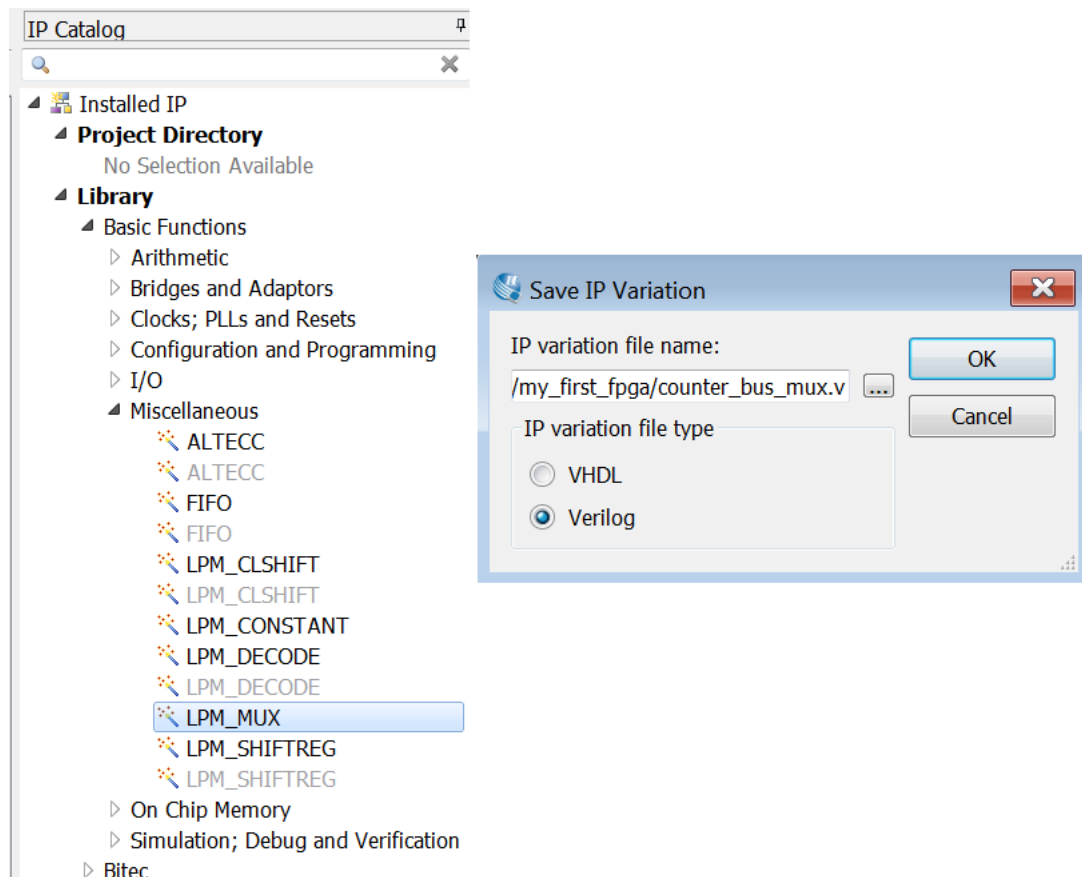 IP Catalog
Installed IP
Project Directory
No Selection Available
Library
Basic Functions
Arithmetic
Bridges and Adaptors
Clocks; PLLs and Resets
Configuration and Programming
I/O
Miscellaneous
ALTECC
ALTECC
FIFO
FIFO
LPM_CLSHIFT
LPM_CLSHIFT
LPM_CONSTANT
LPM_DECODE
LPM_DECODE
LPM_MUX
LPM_SHIFTREG
LPM_SHIFTREG
On Chip Memory
Simulation; Debug and Verification
Bitec
Save IP Variation
IP variation file name:
/my_first_fpga/counter_bus_mux.v ...
IP variation file type
VHDL
Verilog
OK
Cancel